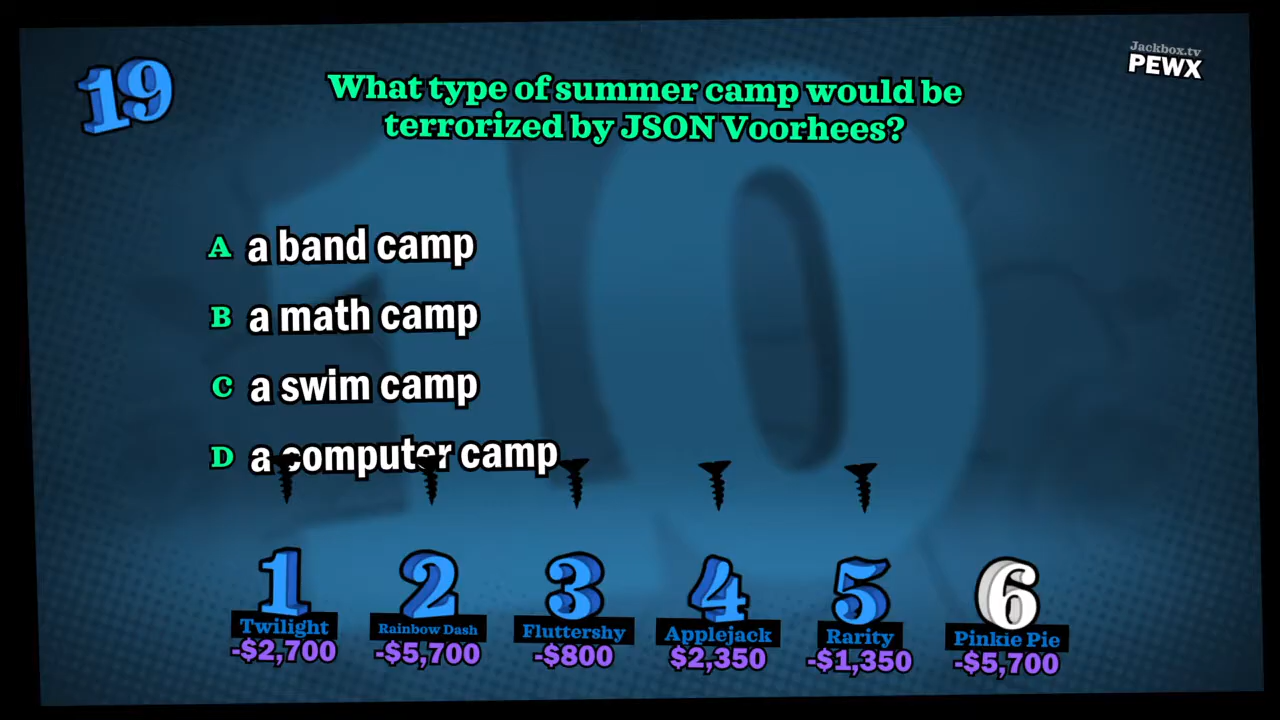 19
What type of summer camp would be
terrorized by JSON Voorhees?
Jackbox.tv
PEWX
A a band camp
B a math camp
C a swim camp
D a computer camp
1 2 3 4 5 6
Twilight Rainbow Dash Fluttershy Applejack Rarity Pinkie Pie
-$2,700 -$5,700 -$800 $2,350 -$1,350 -$5,700
10